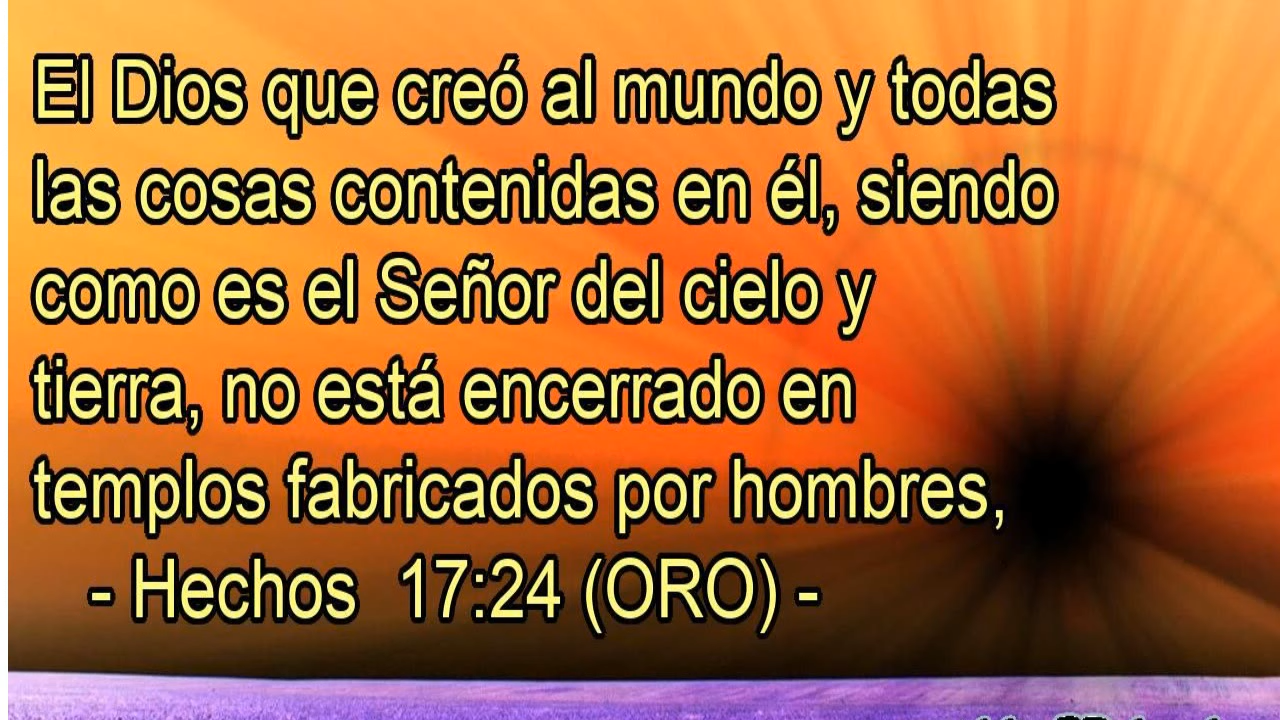 El Dios que creó al mundo y todas
las cosas contenidas en él, siendo
como es el Señor del cielo y
tierra, no está encerrado en
templos fabricados por hombres,
- Hechos  17:24 (ORO) -